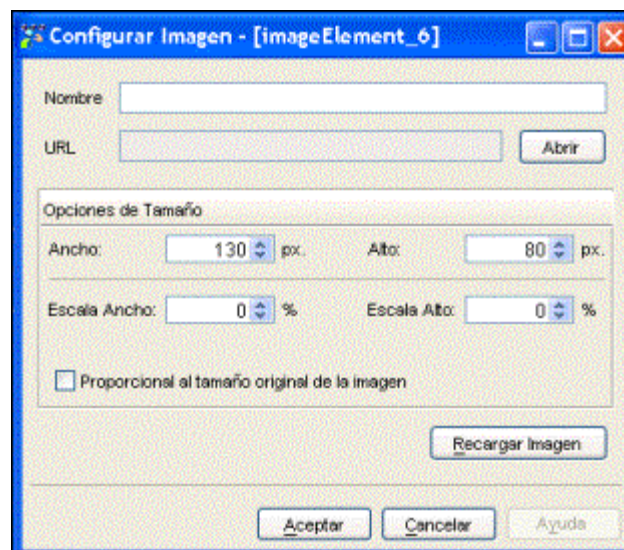 Configurar Imagen - [imageElement_6]
Nombre
URL Abrir
Opciones de Tamaño
Ancho: 130 px. Alto: 80 px.
Escala Ancho: 0 % Escala Alto: 0 %
Proporcional al tamaño original de la imagen
Recargar Imagen
Aceptar Cancelar Ayuda